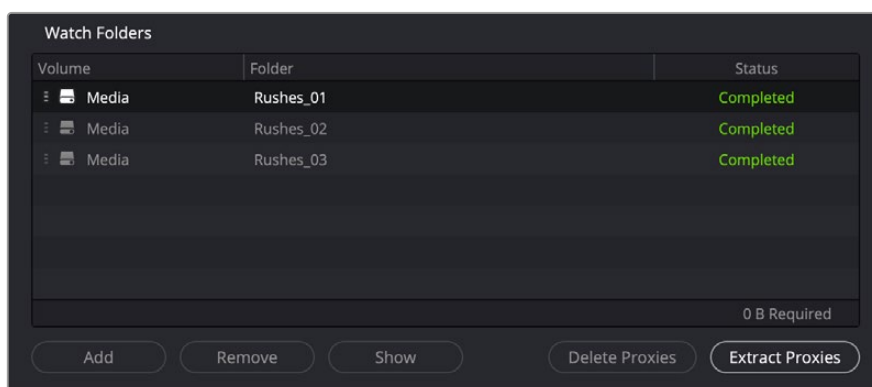 Watch Folders
Volume Folder Status
Media Rushes_01 Completed
Media Rushes_02 Completed
Media Rushes_03 Completed
0 B Required
Add Remove Show Delete Proxies Extract Proxies